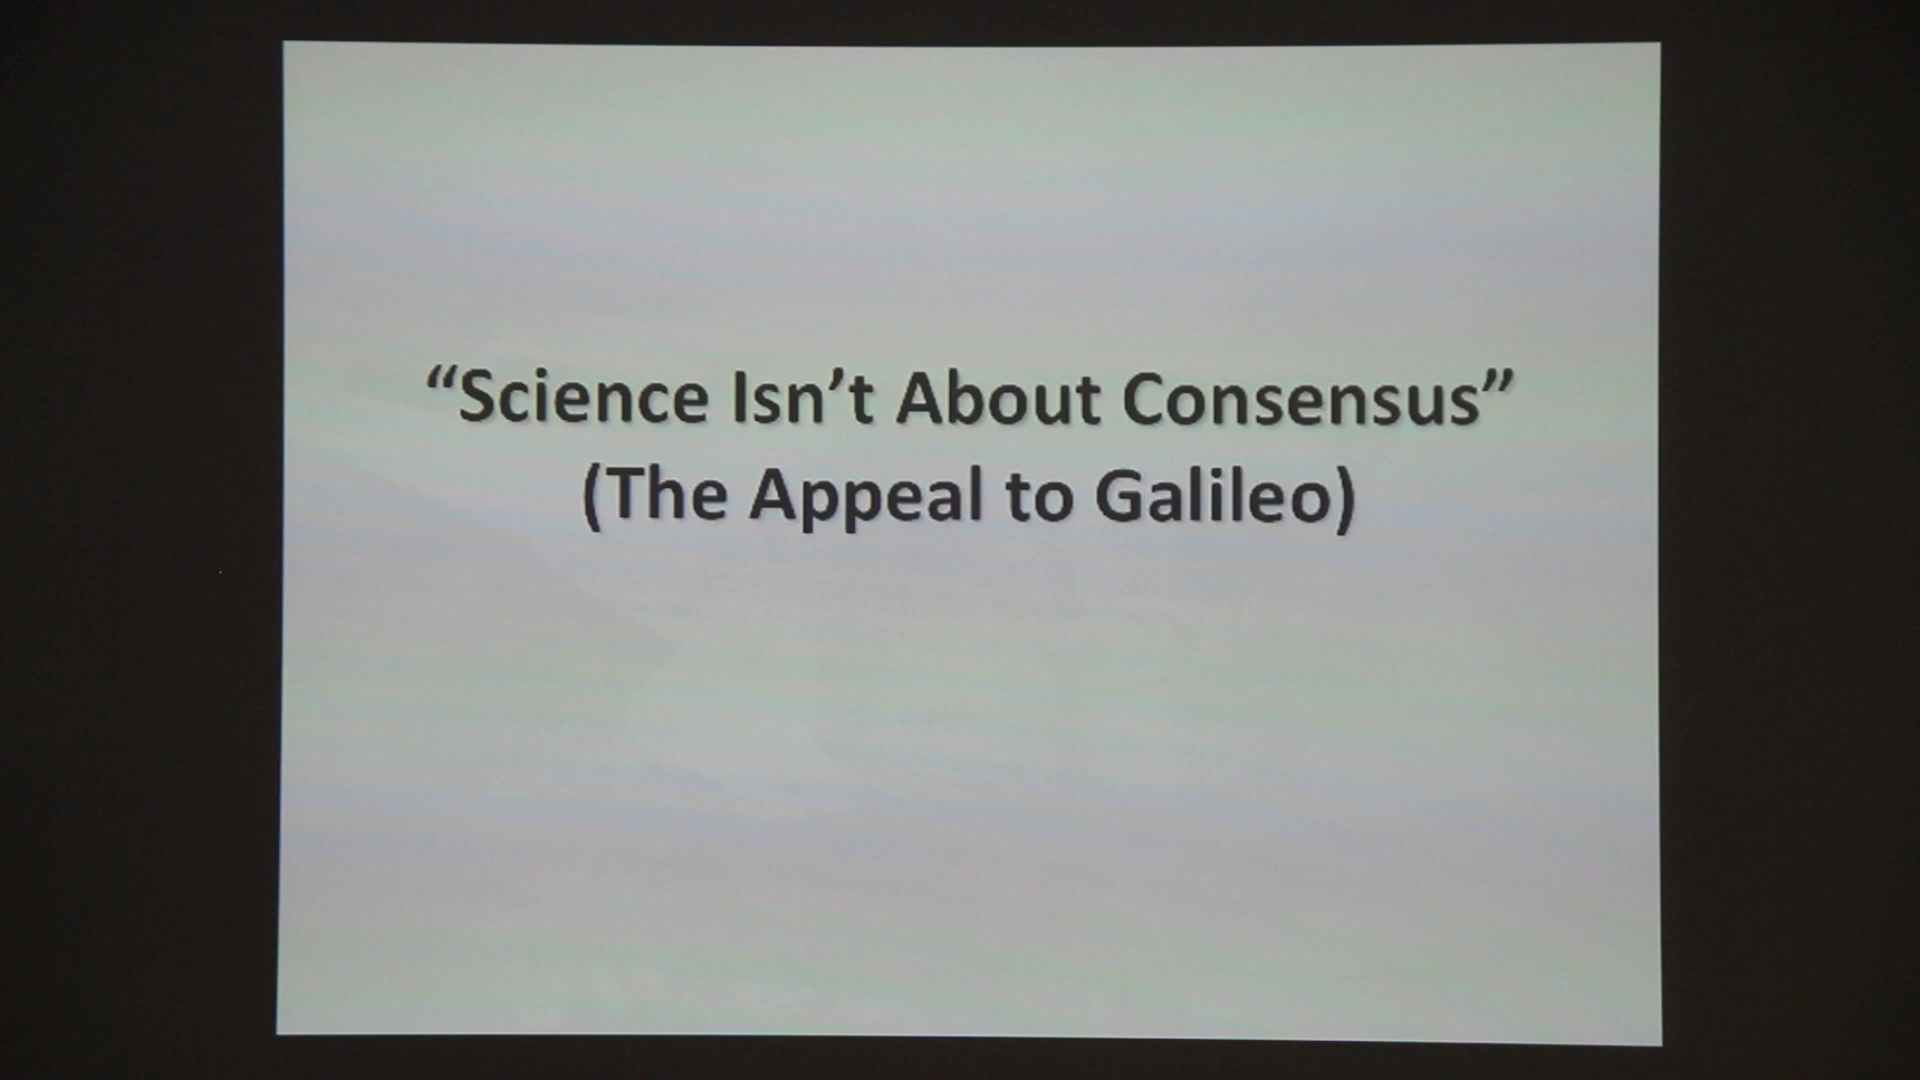 “Science Isn’t About Consensus”
(The Appeal to Galileo)